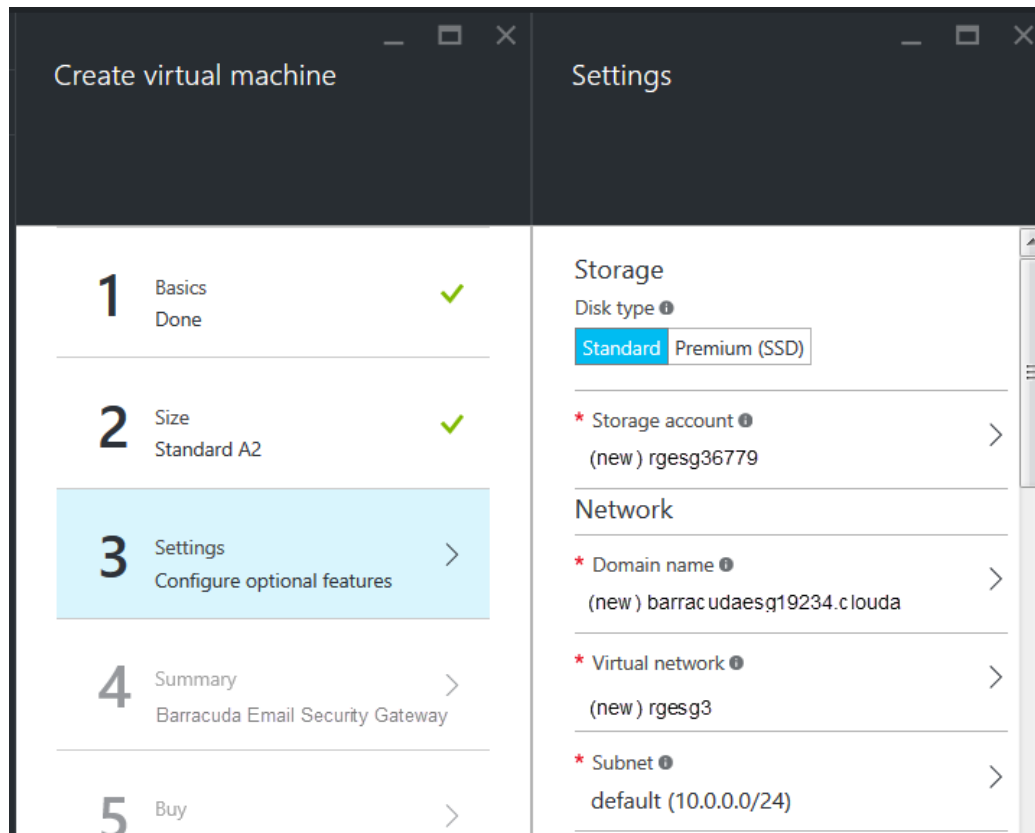 Create virtual machine
Settings
1
Basics
Done
2
Size
Standard A2
3
Settings
Configure optional features
4
Summary
Barracuda Email Security Gateway
5
Buy
Storage
Disk type
Standard Premium (SSD)
* Storage account
(new) rgesg36779
Network
* Domain name
(new) barracudaesg19234.clouda
* Virtual network
(new) rgesg3
* Subnet
default (10.0.0.0/24)